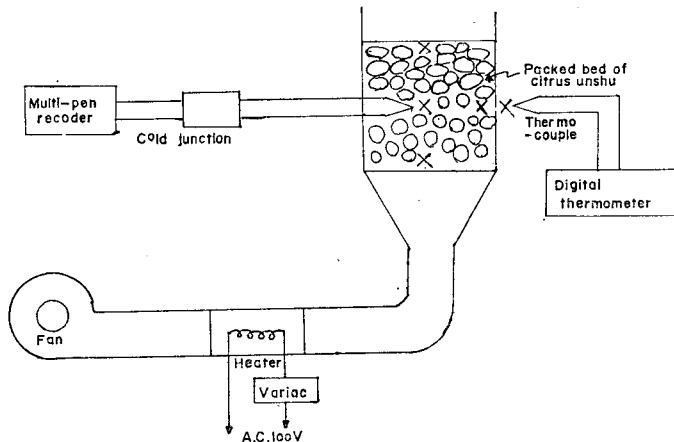 Packed bed of
citrus unshu
Multi-pen
recoder
Cold junction
Thermo
-couple
Digital
thermometer
Fan
Heater
Variac
A.C.100V